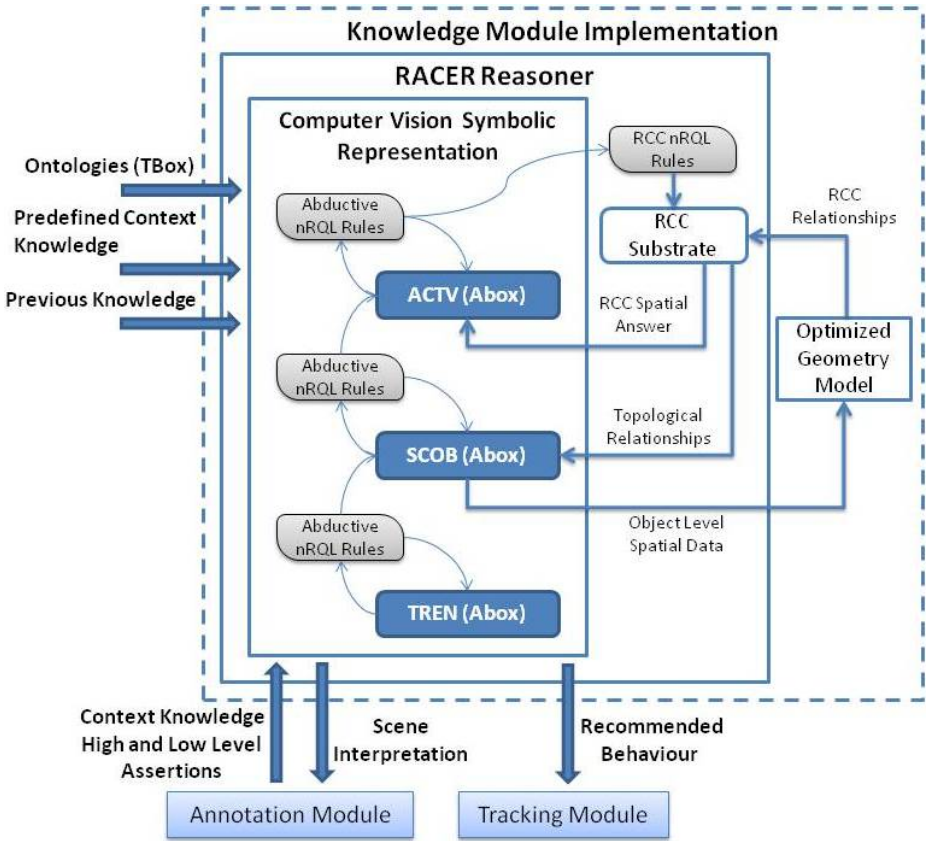 Knowledge Module Implementation
RACER Reasoner
Computer Vision Symbolic
Representation
Ontologies (TBox)
Predefined Context
Knowledge
Previous Knowledge
Abductive
nRQL Rules
ACTV (Abox)
Abductive
nRQL Rules
SCOB (Abox)
Abductive
nRQL Rules
TREN (Abox)
RCC nRQL
Rules
RCC
Substrate
RCC
Relationships
RCC Spatial
Answer
Optimized
Geometry
Model
Topological
Relationships
Object Level
Spatial Data
Context Knowledge
High and Low Level
Assertions
Scene
Interpretation
Recommended
Behaviour
Annotation Module
Tracking Module